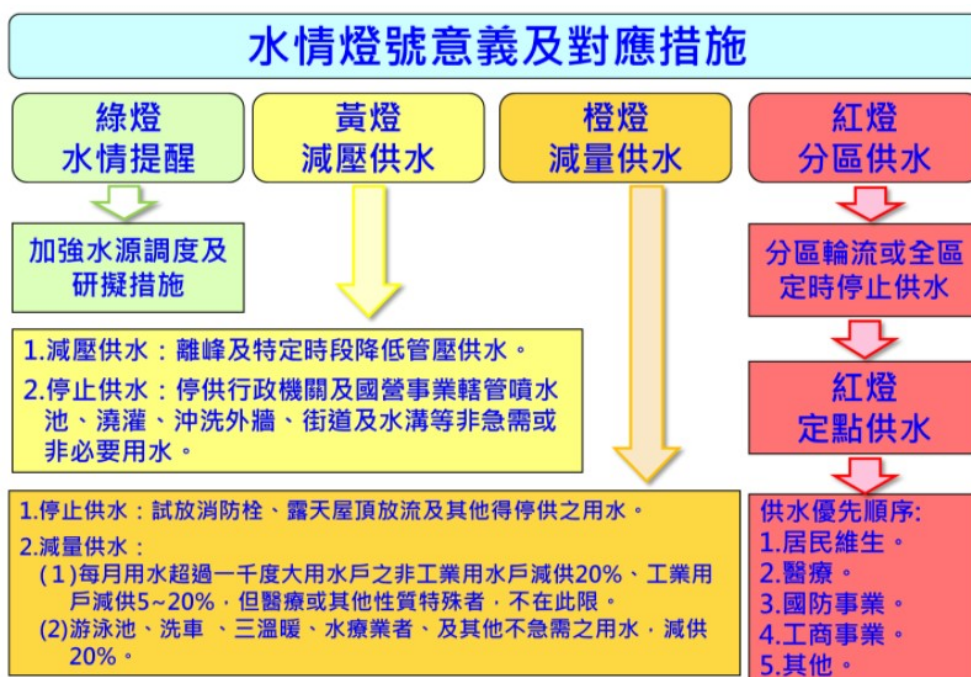 水情燈號意義及對應措施
綠燈
水情提醒
加強水源調度及
研擬措施
黃燈
減壓供水
1.減壓供水：離峰及特定時段降低管壓供水。
2.停止供水：停供行政機關及國營事業轄管噴水
池、澆灌、沖洗外牆、街道及水溝等非急需或
非必要用水。
橙燈
減量供水
1.停止供水：試放消防栓、露天屋頂放流及其他得停供之用水。
2.減量供水：
(1)每月用水超過一千度大用水戶之非工業用水戶減供20%、工業用
戶減供5~20%，但醫療或其他性質特殊者，不在此限。
(2)游泳池、洗車、三溫暖、水療業者、及其他不急需之用水，減供
20%。
紅燈
分區供水
分區輪流或全區
定時停止供水
紅燈
定點供水
供水優先順序:
1.居民維生。
2.醫療。
3.國防事業。
4.工商事業。
5.其他。